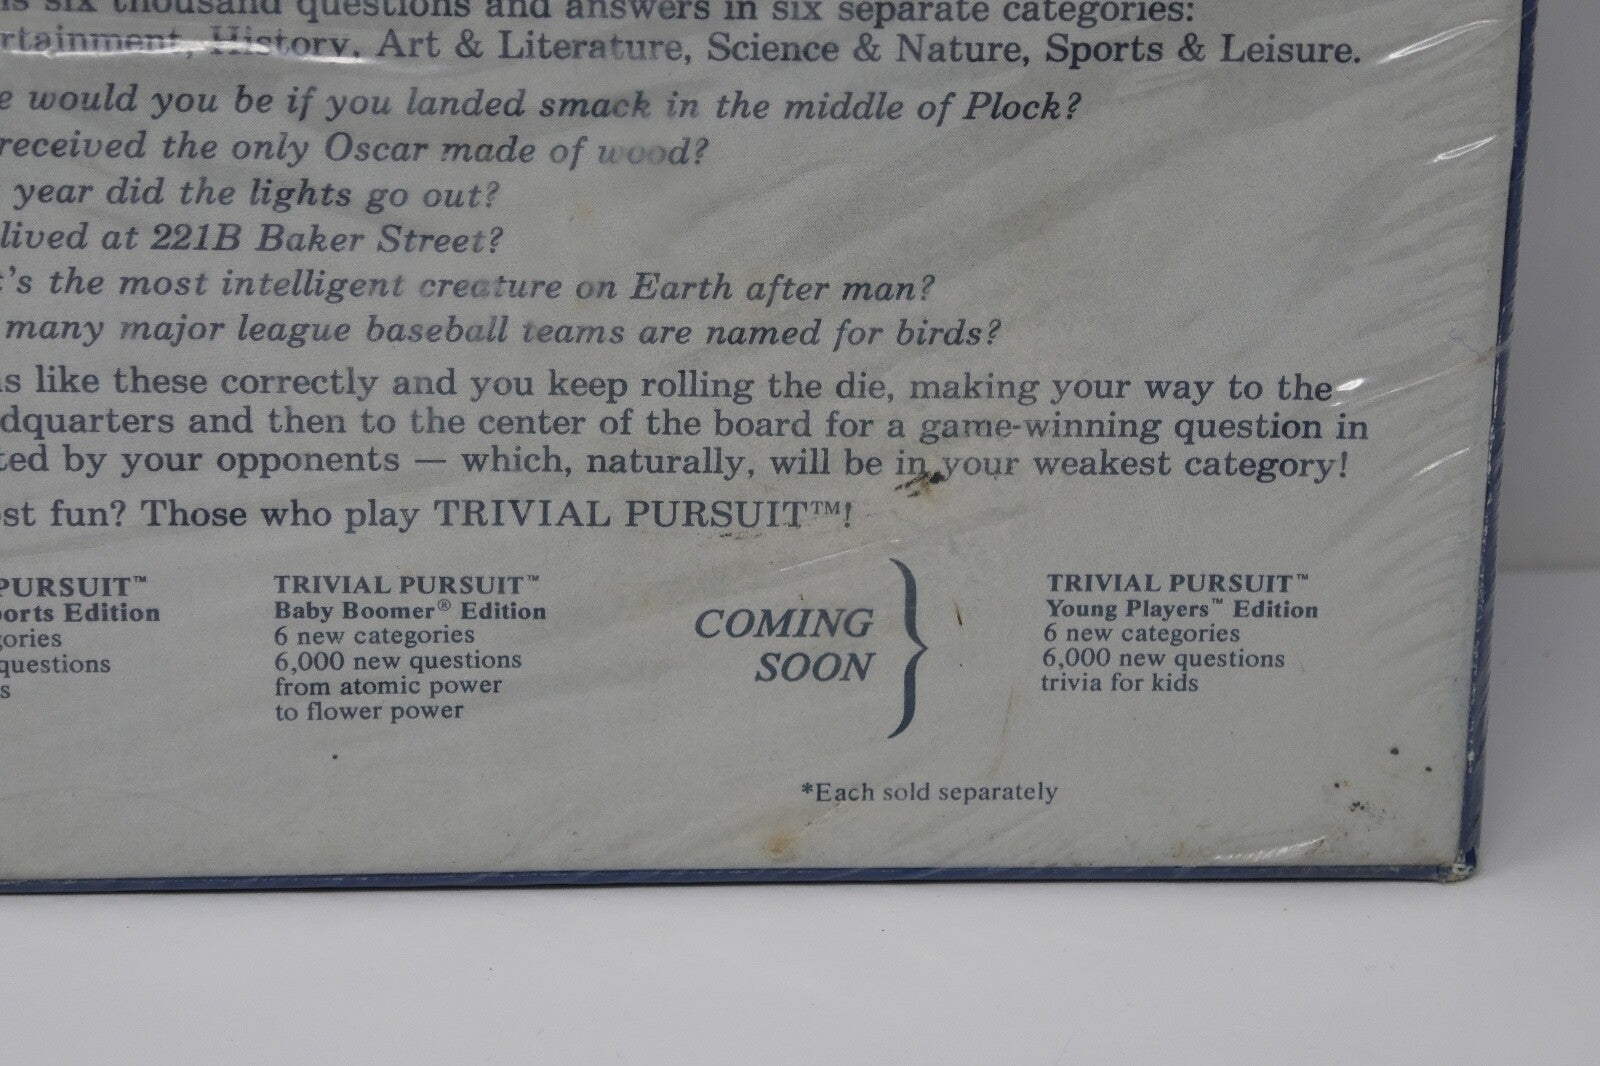 six thousand questions and answers in six separate categories:
rtainment, History, Art & Literature, Science & Nature, Sports & Leisure.
e would you be if you landed smack in the middle of Plock?
received the only Oscar made of wood?
year did the lights go out?
lived at 221B Baker Street?
t's the most intelligent creature on Earth after man?
many major league baseball teams are named for birds?
ns like these correctly and you keep rolling the die, making your way to the
dquarters and then to the center of the board for a game-winning question in
ted by your opponents — which, naturally, will be in your weakest category!
st fun? Those who play TRIVIAL PURSUIT™!
PURSUIT™
orts Edition
gories
questions
s
TRIVIAL PURSUIT™
Baby Boomer® Edition
6 new categories
6,000 new questions
from atomic power
to flower power
COMING
SOON
TRIVIAL PURSUIT™
Young Players™ Edition
6 new categories
6,000 new questions
trivia for kids
*Each sold separately